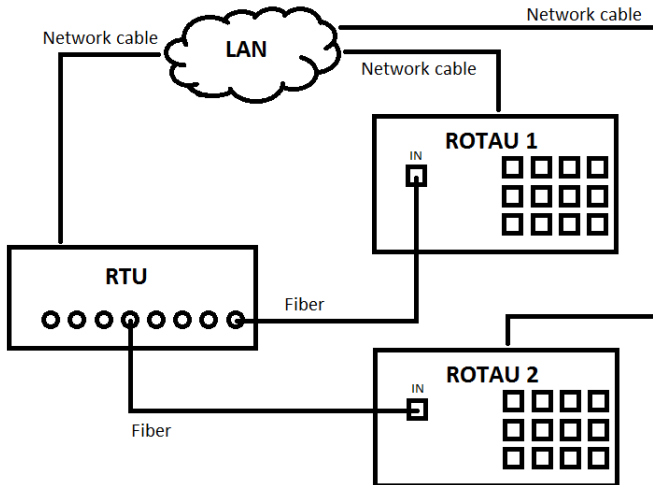 Network cable
Network cable
LAN
Network cable
ROTAU 1
IN
RTU
Fiber
ROTAU 2
IN
Fiber